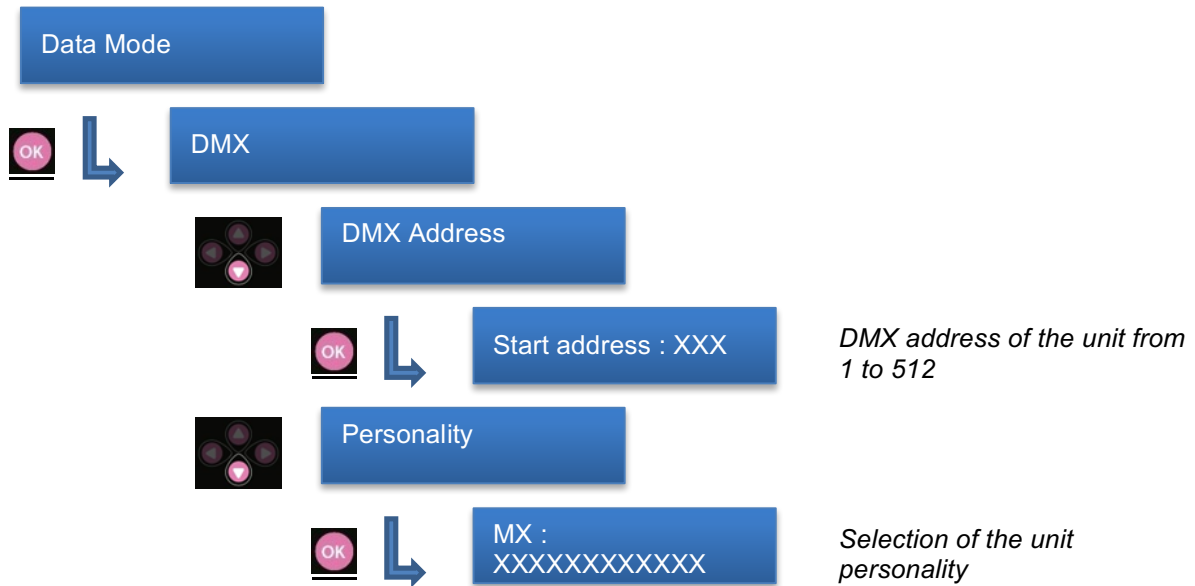 Data Mode
OK
DMX
DMX Address
OK
Start address : XXX
DMX address of the unit from
1 to 512
Personality
OK
MX :
XXXXXXXXXXXX
Selection of the unit
personality